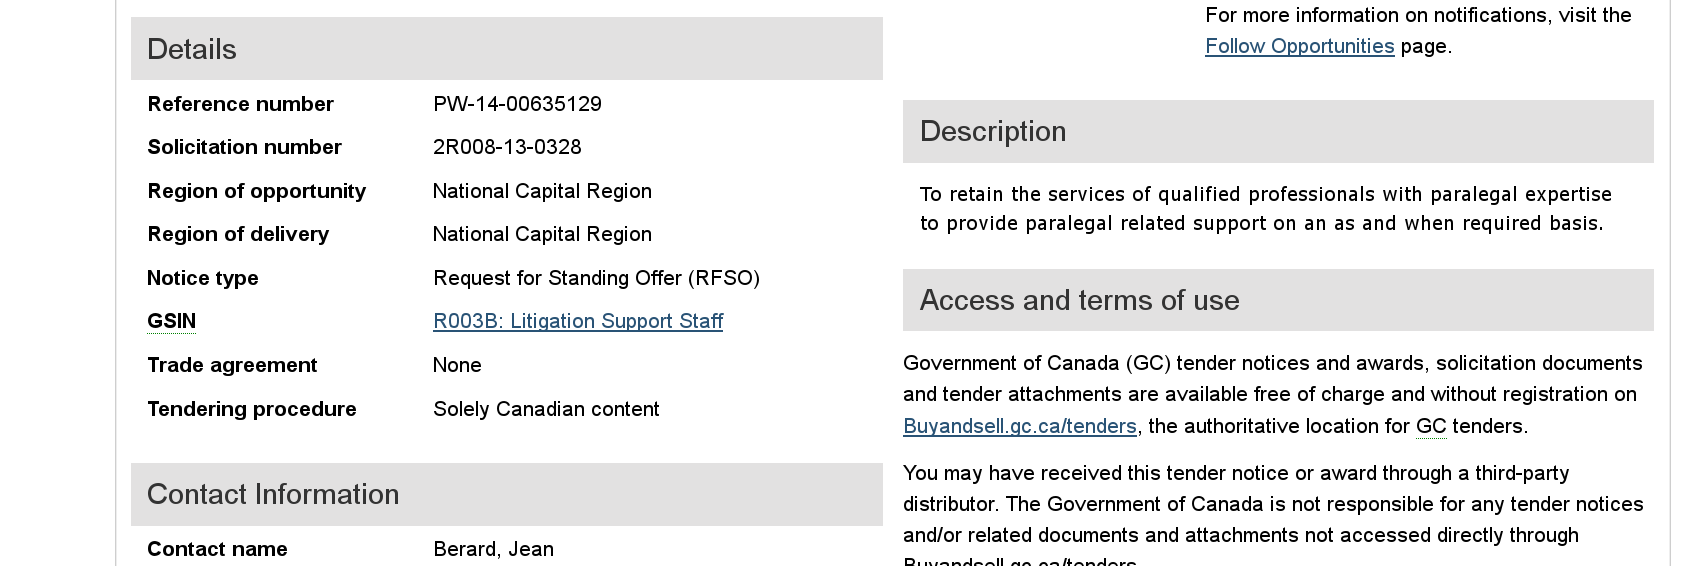 Details
Reference number PW-14-00635129
Solicitation number 2R008-13-0328
Region of opportunity National Capital Region
Region of delivery National Capital Region
Notice type Request for Standing Offer (RFSO)
GSIN R003B: Litigation Support Staff
Trade agreement None
Tendering procedure Solely Canadian content
Contact Information
Contact name Berard, Jean
For more information on notifications, visit the
Follow Opportunities page.
Description
To retain the services of qualified professionals with paralegal expertise
to provide paralegal related support on an as and when required basis.
Access and terms of use
Government of Canada (GC) tender notices and awards, solicitation documents
and tender attachments are available free of charge and without registration on
Buyandsell.gc.ca/tenders, the authoritative location for GC tenders.
You may have received this tender notice or award through a third-party
distributor. The Government of Canada is not responsible for any tender notices
and/or related documents and attachments not accessed directly through
Buyandsell.gc.ca/tenders.